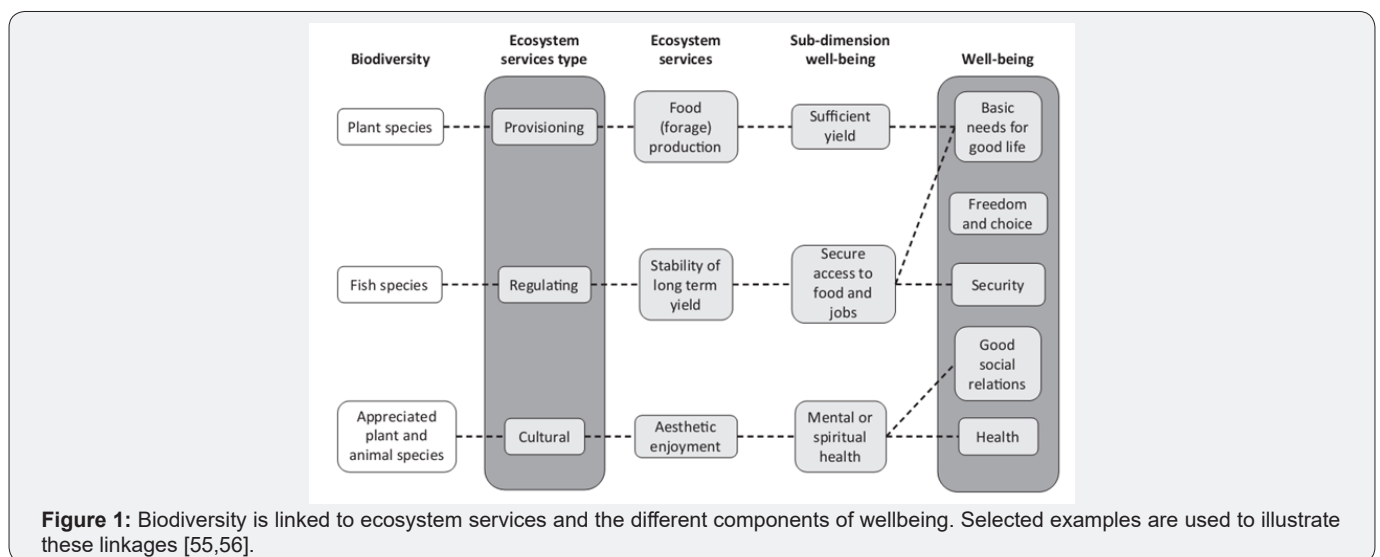 Biodiversity
Ecosystem
services type
Ecosystem
services
Sub-dimension
well-being
Well-being
Plant species
Provisioning
Food
(forage)
production
Sufficient
yield
Basic
needs for
good life
Freedom
and choice
Fish species
Regulating
Stability of
long term
yield
Secure
access to
food and
jobs
Security
Good
social
relations
Appreciated
plant and
animal species
Cultural
Aesthetic
enjoyment
Mental or
spiritual
health
Health
Figure 1: Biodiversity is linked to ecosystem services and the different components of wellbeing. Selected examples are used to illustrate
these linkages [55,56].